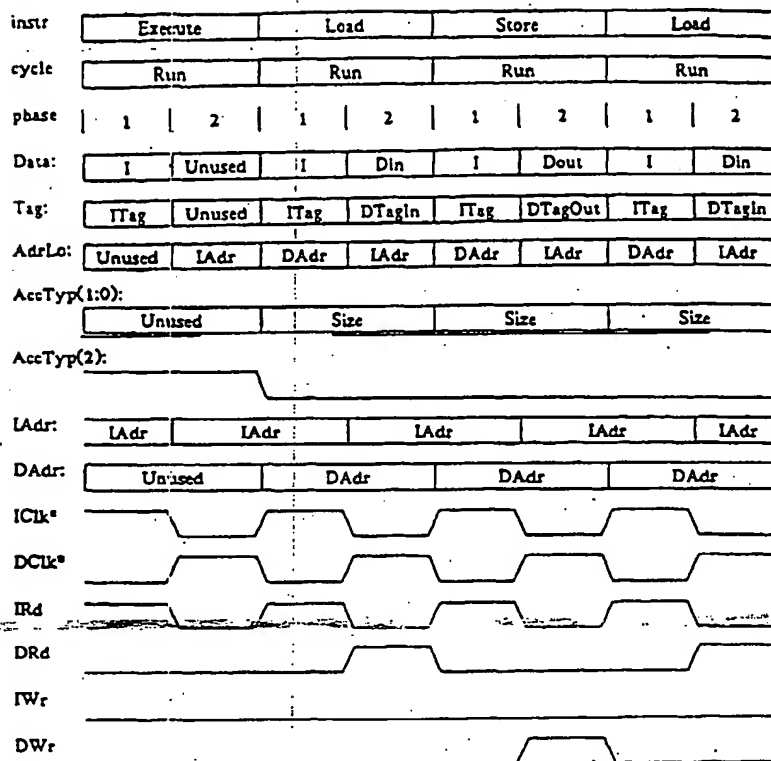 instr Execute Load Store Load
cycle Run Run Run Run
phase 1 2 1 2 1 2 1 2
Data: I Unused I Din I Dout I Din
Tag: ITag Unused ITag DTagIn ITag DTagOut ITag DTagIn
AdrLo: Unused IAdr DAdr IAdr DAdr IAdr DAdr IAdr
AccTyp(1:0):
Unused Size Size Size
AccTyp(2):
IAdr: IAdr IAdr IAdr IAdr IAdr
DAdr: Unused DAdr DAdr DAdr
IClk*
DClk*
IRd
DRd
IWr
DWr